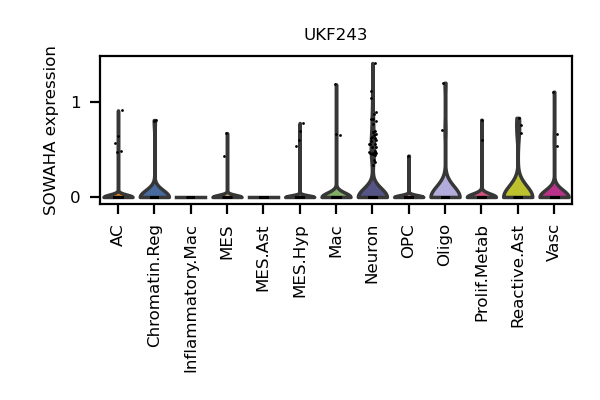 UKF243
SOWAHA expression
1
0
AC
Chromatin.Reg
Inflammatory.Mac
MES
MES.Ast
MES.Hyp
Mac
Neuron
OPC
Oligo
Prolif.Metab
Reactive.Ast
Vasc